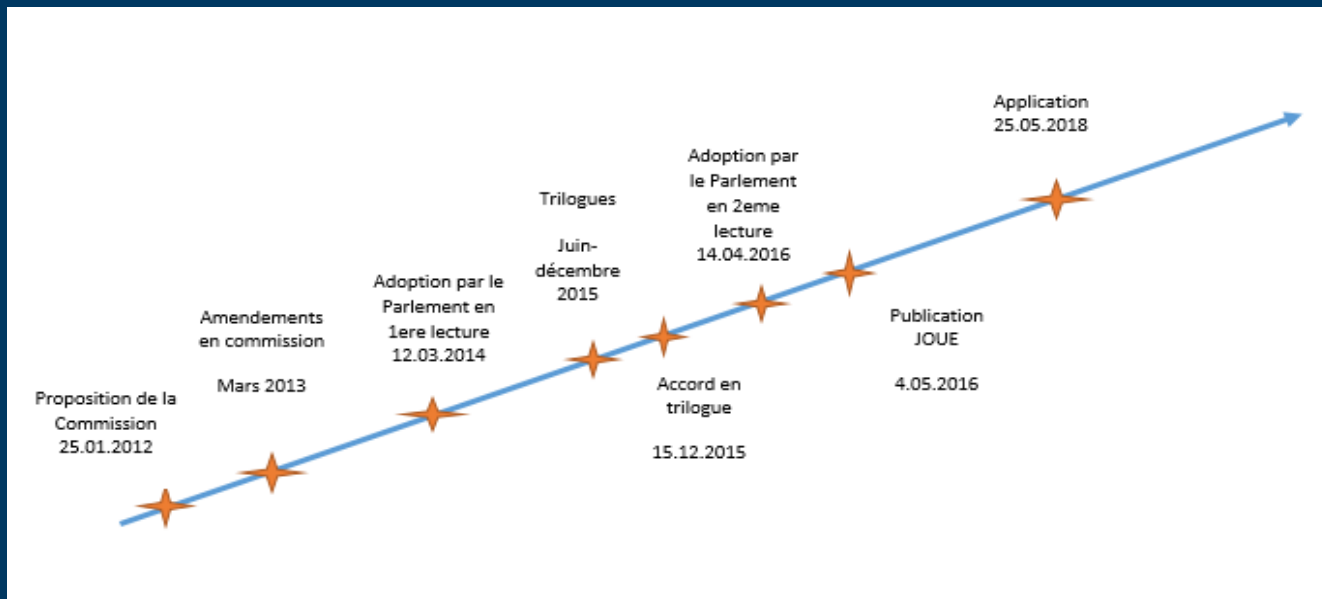 Proposition de la
Commission
25.01.2012
Amendements
en commission
Mars 2013
Adoption par le
Parlement en
1ere lecture
12.03.2014
Trilogues
Juin-
décembre
2015
Accord en
trilogue
15.12.2015
Adoption par
le Parlement
en 2eme
lecture
14.04.2016
Publication
JOUE
4.05.2016
Application
25.05.2018